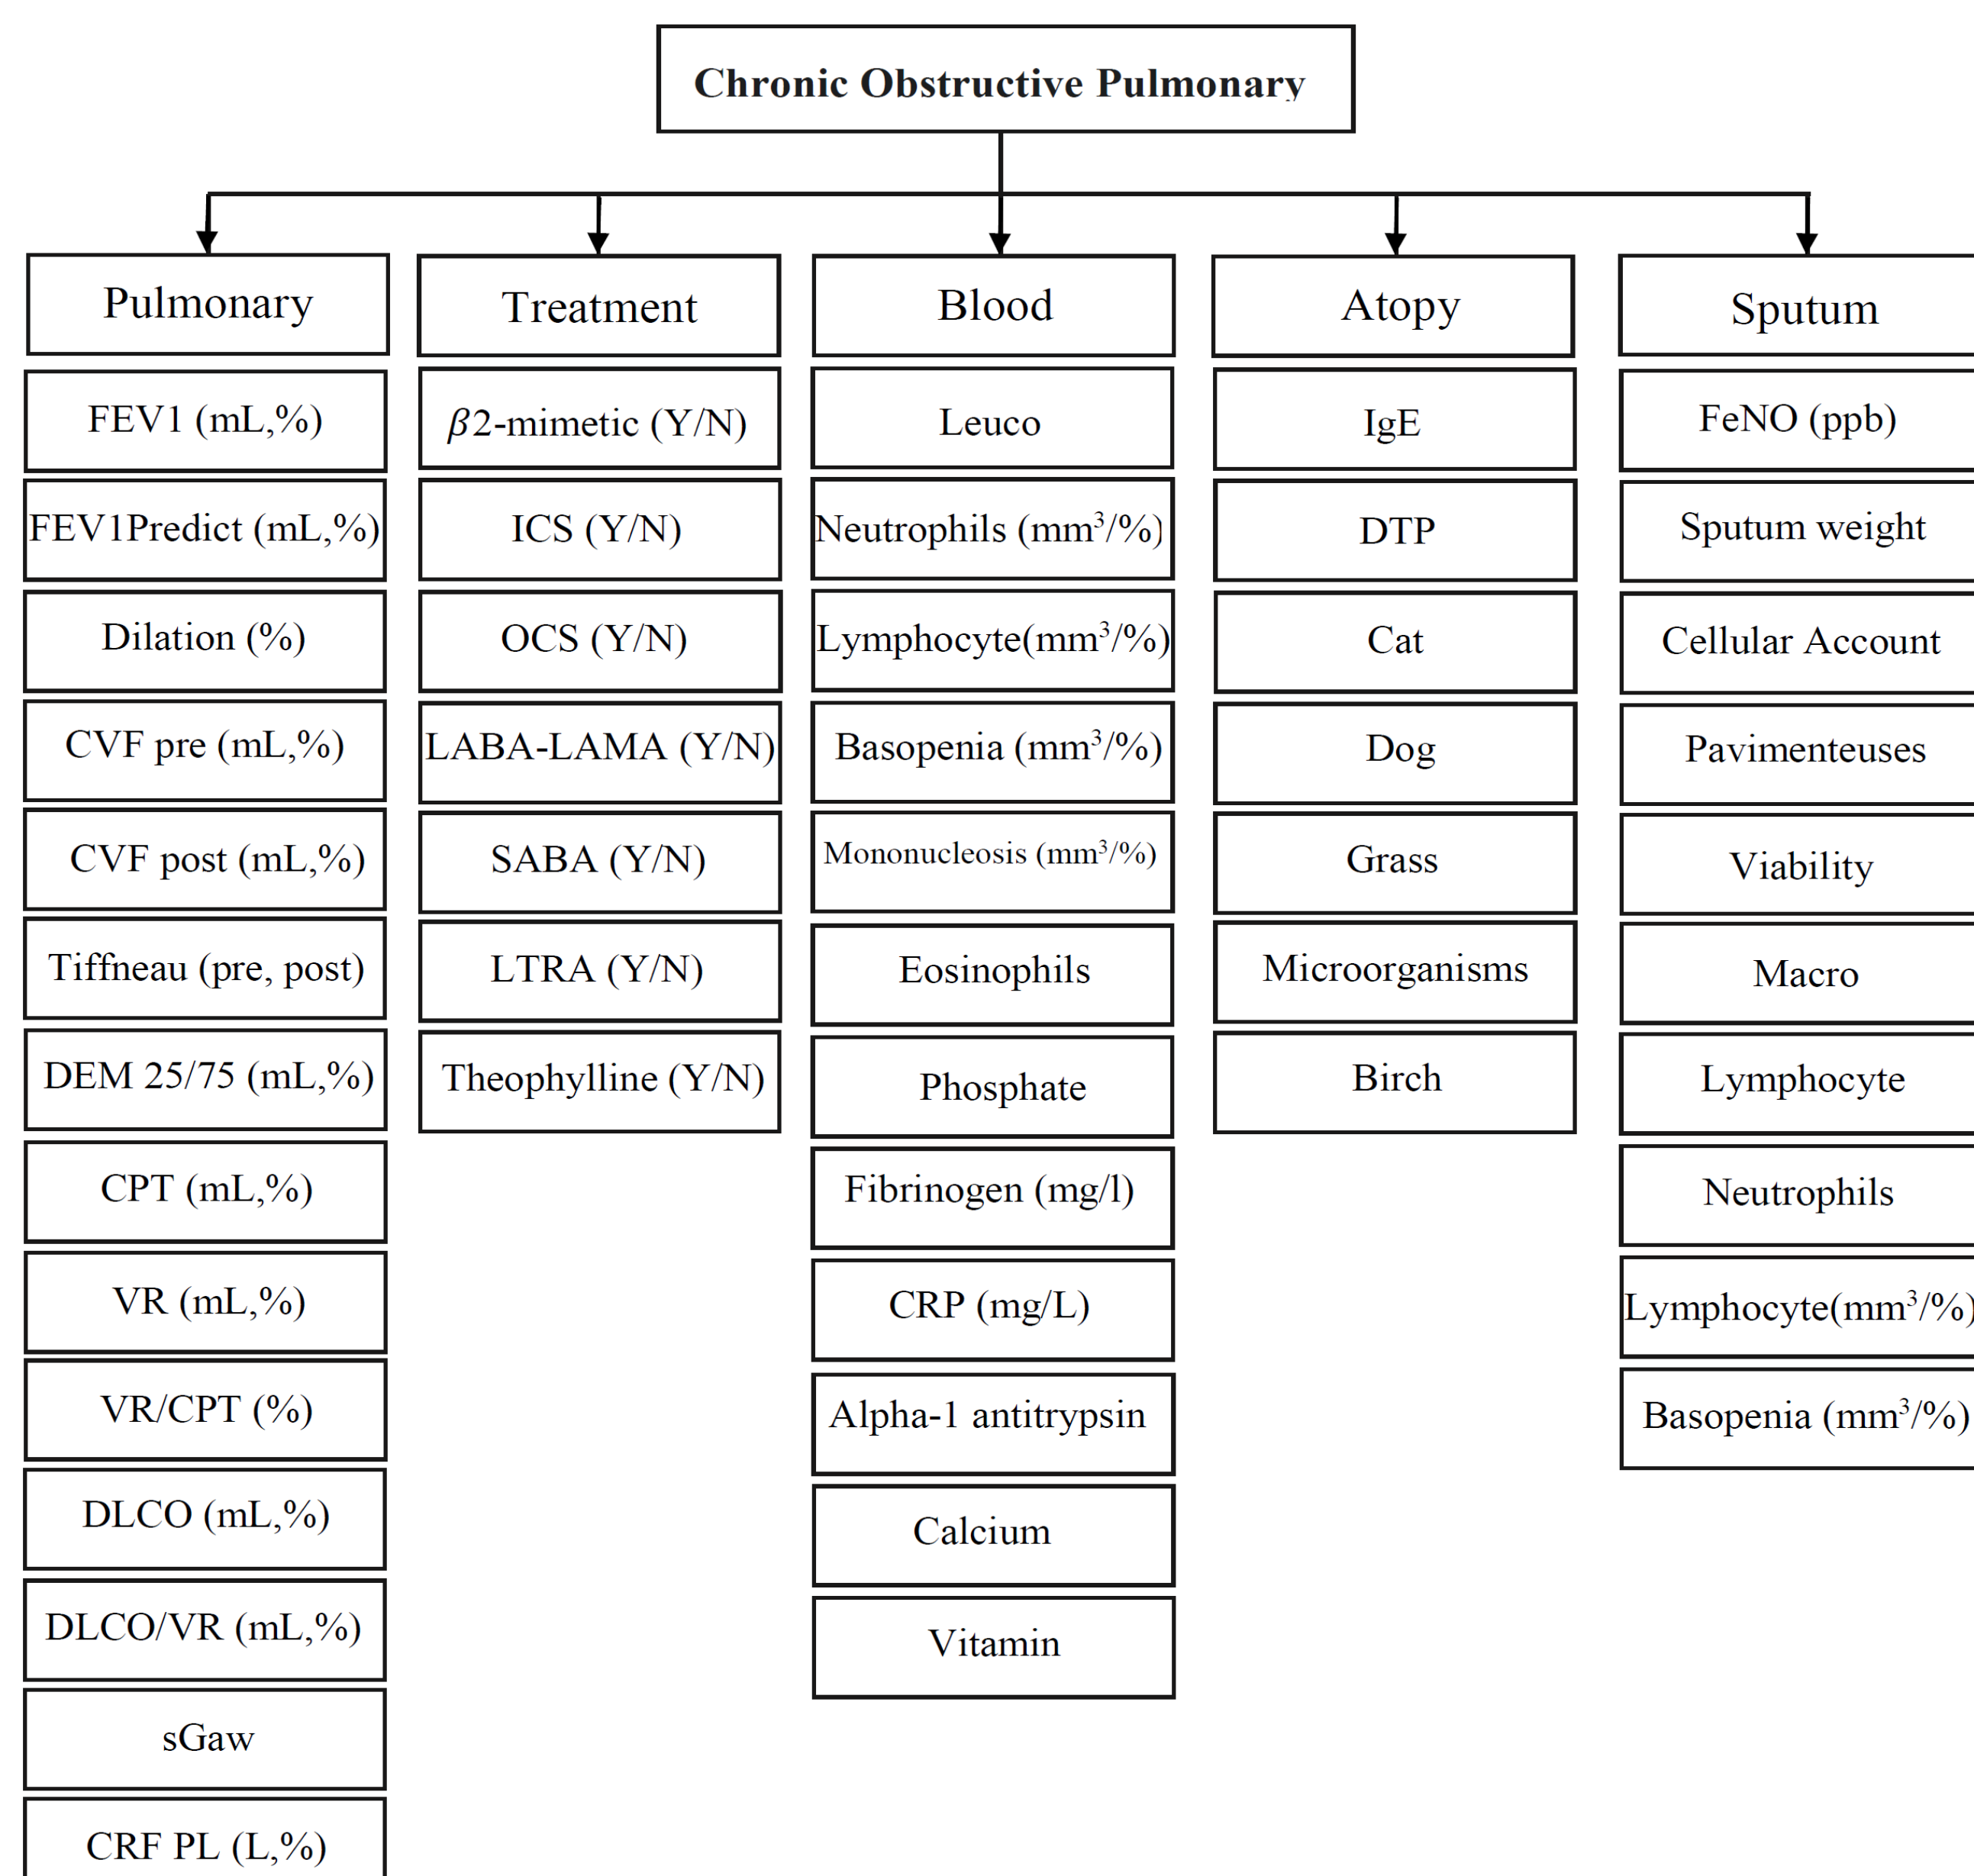 Chronic Obstructive Pulmonary
Pulmonary
FEV1 (mL,%)
FEV1Predict (mL,%)
Dilation (%)
CVF pre (mL,%)
CVF post (mL,%)
Tiffneau (pre, post)
DEM 25/75 (mL,%)
CPT (mL,%)
VR (mL,%)
VR/CPT (%)
DLCO (mL,%)
DLCO/VR (mL,%)
sGaw
CRF PL (L,%)
Treatment
β2-mimetic (Y/N)
ICS (Y/N)
OCS (Y/N)
LABA-LAMA (Y/N)
SABA (Y/N)
LTRA (Y/N)
Theophylline (Y/N)
Blood
Leuco
Neutrophils (mm³/%)
Lymphocyte(mm³/%)
Basopenia (mm³/%)
Mononucleosis (mm³/%)
Eosinophils
Phosphate
Fibrinogen (mg/l)
CRP (mg/L)
Alpha-1 antitrypsin
Calcium
Vitamin
Atopy
IgE
DTP
Cat
Dog
Grass
Microorganisms
Birch
Sputum
FeNO (ppb)
Sputum weight
Cellular Account
Pavimenteuses
Viability
Macro
Lymphocyte
Neutrophils
Lymphocyte(mm³/%)
Basopenia (mm³/%)